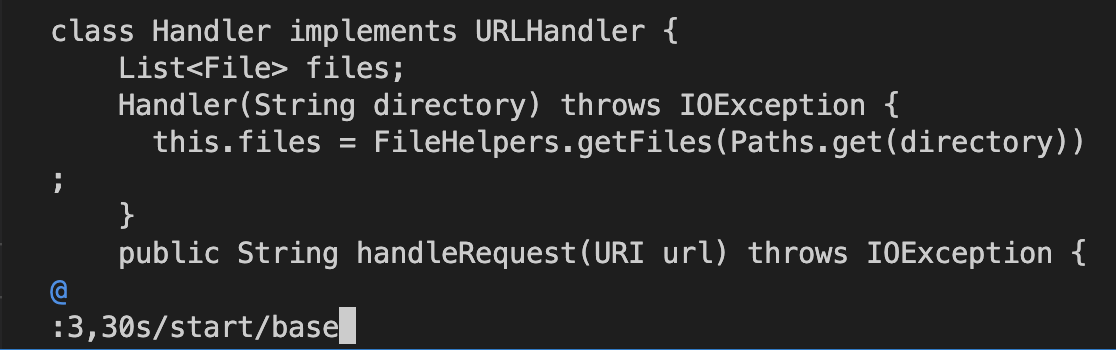 class Handler implements URLHandler {
    List<File> files;
    Handler(String directory) throws IOException {
      this.files = FileHelpers.getFiles(Paths.get(directory))
;
    }
    public String handleRequest(URI url) throws IOException {
@
:3,30s/start/base